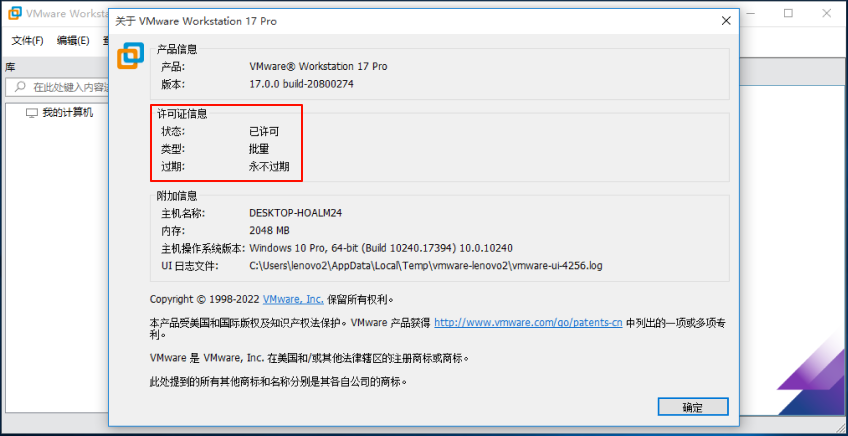 VMware Worksta
关于 VMware Workstation 17 Pro
文件(F) 编辑(E)
库
在此处键入内容进
我的计算机
产品信息
产品: VMware® Workstation 17 Pro
版本: 17.0.0 build-20800274
许可证信息
状态: 已许可
类型: 批量
过期: 永不过期
附加信息
主机名称: DESKTOP-HOALM24
内存: 2048 MB
主机操作系统版本: Windows 10 Pro, 64-bit (Build 10240.17394) 10.0.10240
UI 日志文件: C:\Users\lenovo2\AppData\Local\Temp\vmware-lenovo2\vmware-ui-4256.log
Copyright © 1998-2022 VMware, Inc. 保留所有权利。
本产品受美国和国际版权及知识产权法保护。VMware 产品获得 http://www.vmware.com/go/patents-cn 中列出的一项或多项专
利。
VMware 是 VMware, Inc. 在美国和/或其他法律辖区的注册商标或商标。
此处提到的所有其他商标和名称分别是其各自公司的商标。
确定